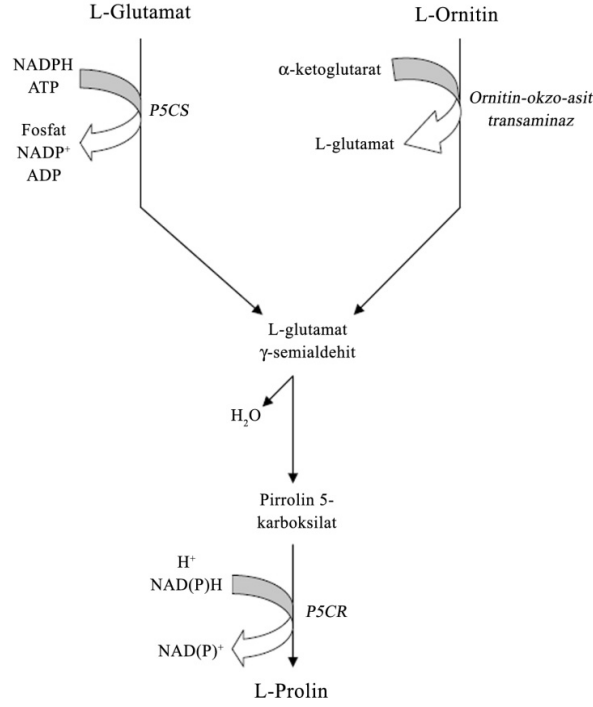 L-Glutamat
NADPH
ATP
P5CS
Fosfat
NADP⁺
ADP
L-Ornitin
α-ketoglutarat
Ornitin-okzo-asit
transaminaz
L-glutamat
L-glutamat
γ-semialdehit
H₂O
Pirrolin 5-
karboksilat
H⁺
NAD(P)H
P5CR
NAD(P)⁺
L-Prolin